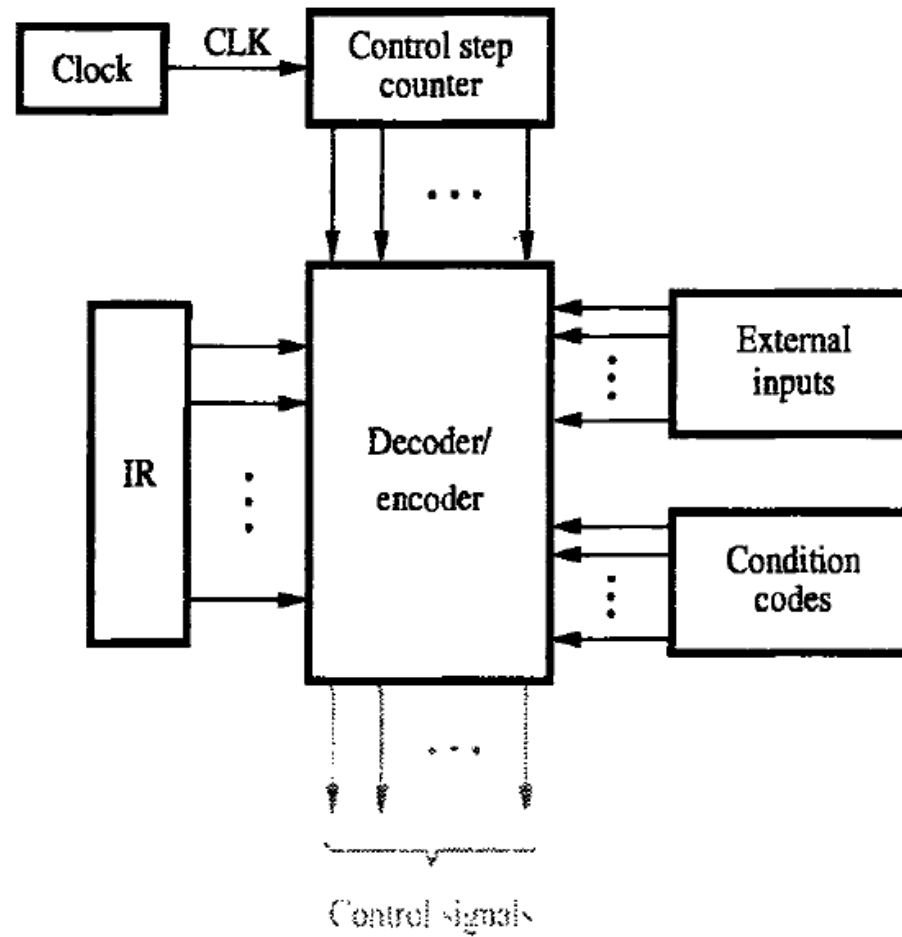 Clock
CLK
Control step
counter
IR
Decoder/
encoder
External
inputs
Condition
codes
Control signals